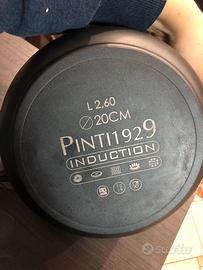 L 2,60
⌀ 20CM
PINTI1929
INDUCTION
subito